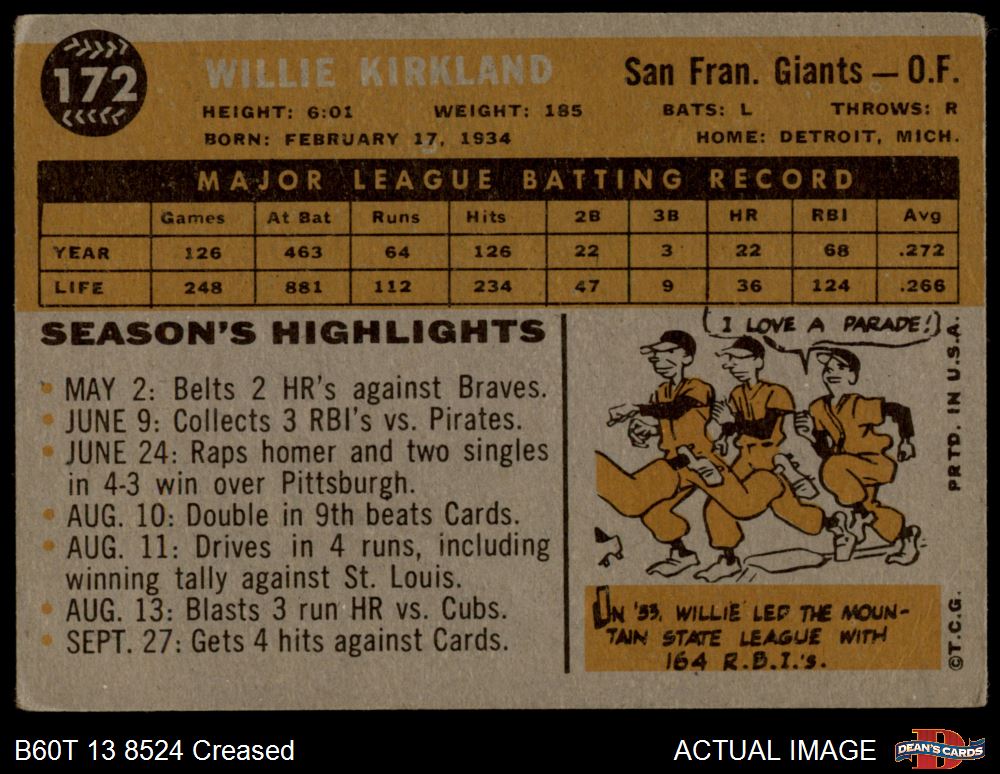 172
WILLIE KIRKLAND
San Fran. Giants — O.F.
HEIGHT: 6:01 WEIGHT: 185 BATS: L THROWS: R
BORN: FEBRUARY 17, 1934 HOME: DETROIT, MICH.
MAJOR LEAGUE BATTING RECORD
Games At Bat Runs Hits 2B 3B HR RBI Avg
YEAR 126 463 64 126 22 3 22 68 .272
LIFE 248 881 112 234 47 9 36 124 .266
SEASON'S HIGHLIGHTS
• MAY 2: Belts 2 HR's against Braves.
• JUNE 9: Collects 3 RBI's vs. Pirates.
• JUNE 24: Raps homer and two singles
in 4-3 win over Pittsburgh.
• AUG. 10: Double in 9th beats Cards.
• AUG. 11: Drives in 4 runs, including
winning tally against St. Louis.
• AUG. 13: Blasts 3 run HR vs. Cubs.
• SEPT. 27: Gets 4 hits against Cards.
I LOVE A PARADE!
IN '53, WILLIE LED THE MOUN-
TAIN STATE LEAGUE WITH
164 R.B.I.'s.
©T.C.G. PRTD. IN U.S.A.
B60T 13 8524 Creased
ACTUAL IMAGE
DEAN'S CARDS